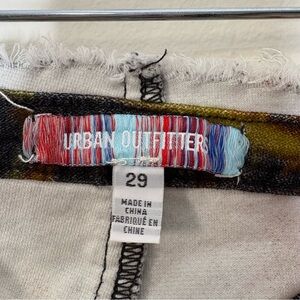 URBAN OUTFITTERS
29
MADE IN
CHINA
FABRIQUÉ EN
CHINE